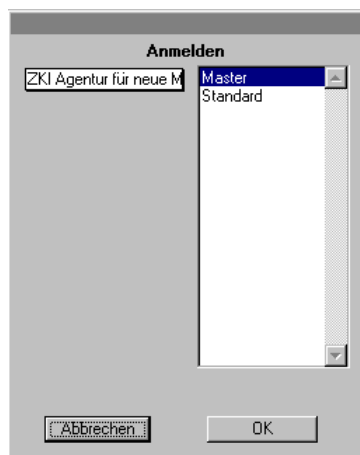 Anmelden
ZKI Agentur für neue M
Master
Standard
Abbrechen
OK